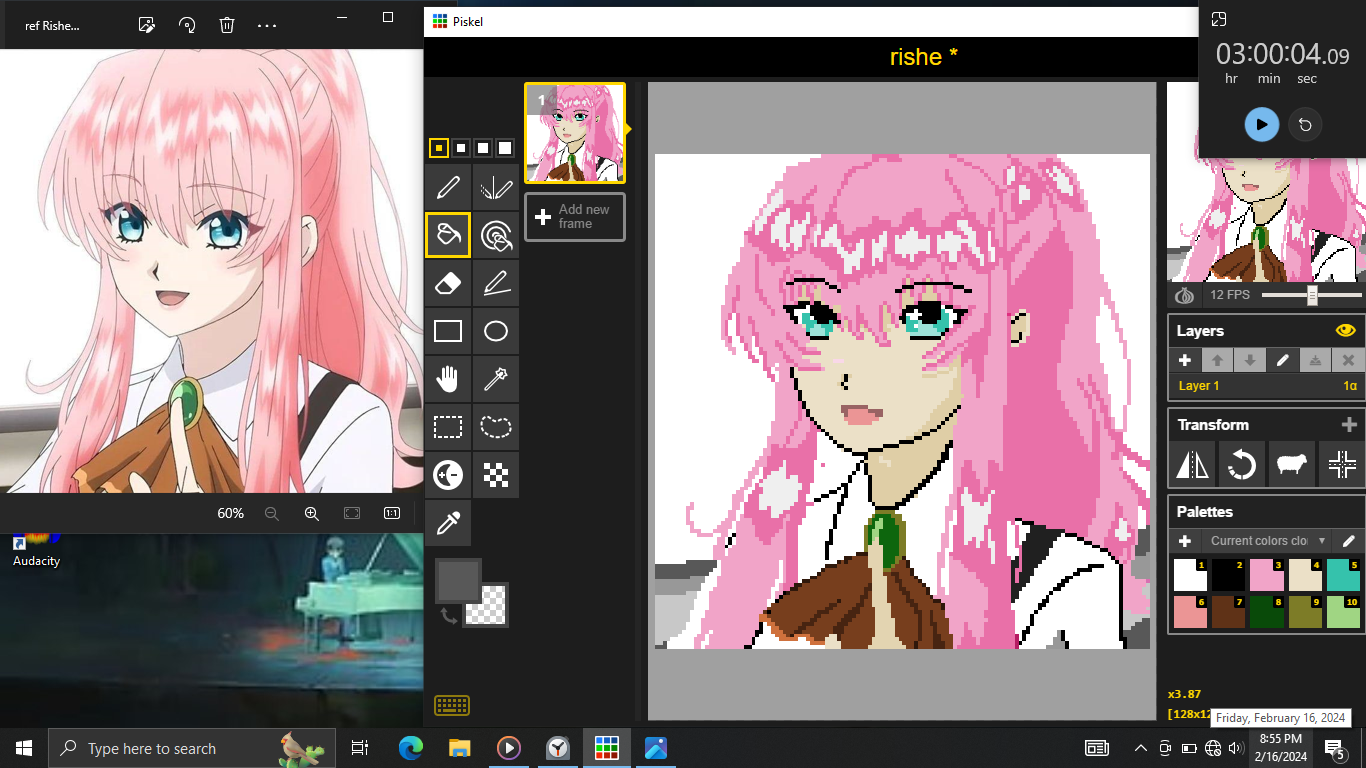 ref Rishe...
Piskel
rishe *
03:00:04.09
hr min sec
1
Add new
frame
12 FPS
Layers
Layer 1
1α
Transform
Palettes
Current colors clo
1 2 3 4 5
6 7 8 9 10
60%
1:1
Audacity
x3.87
[128x12
Friday, February 16, 2024
Type here to search
8:55 PM
2/16/2024
5